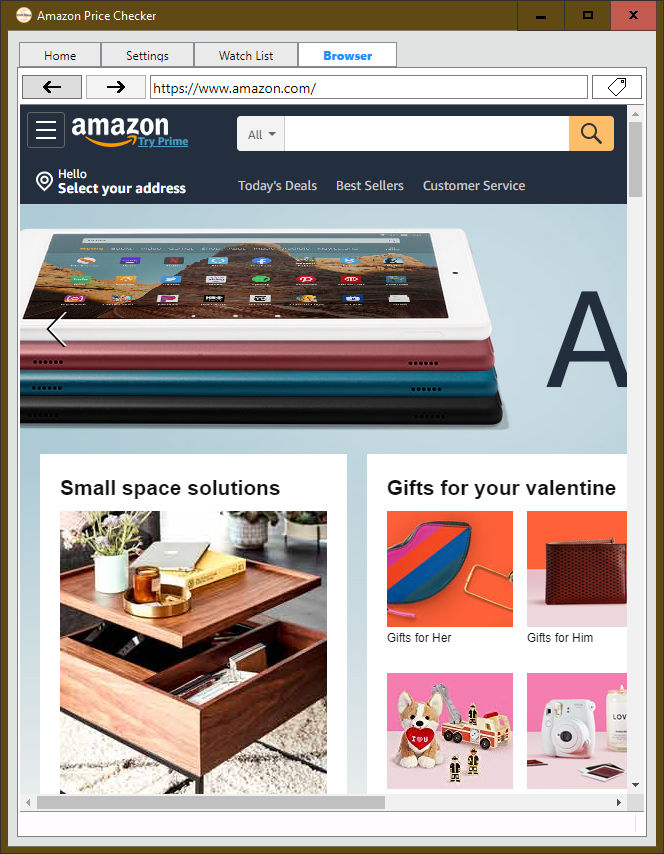 Amazon Price Checker
Home Settings Watch List Browser
https://www.amazon.com/
amazon
Try Prime
All
Hello
Select your address
Today's Deals Best Sellers Customer Service
A
Small space solutions
Gifts for your valentine
Gifts for Her Gifts for Him
I ♥ U
LOV